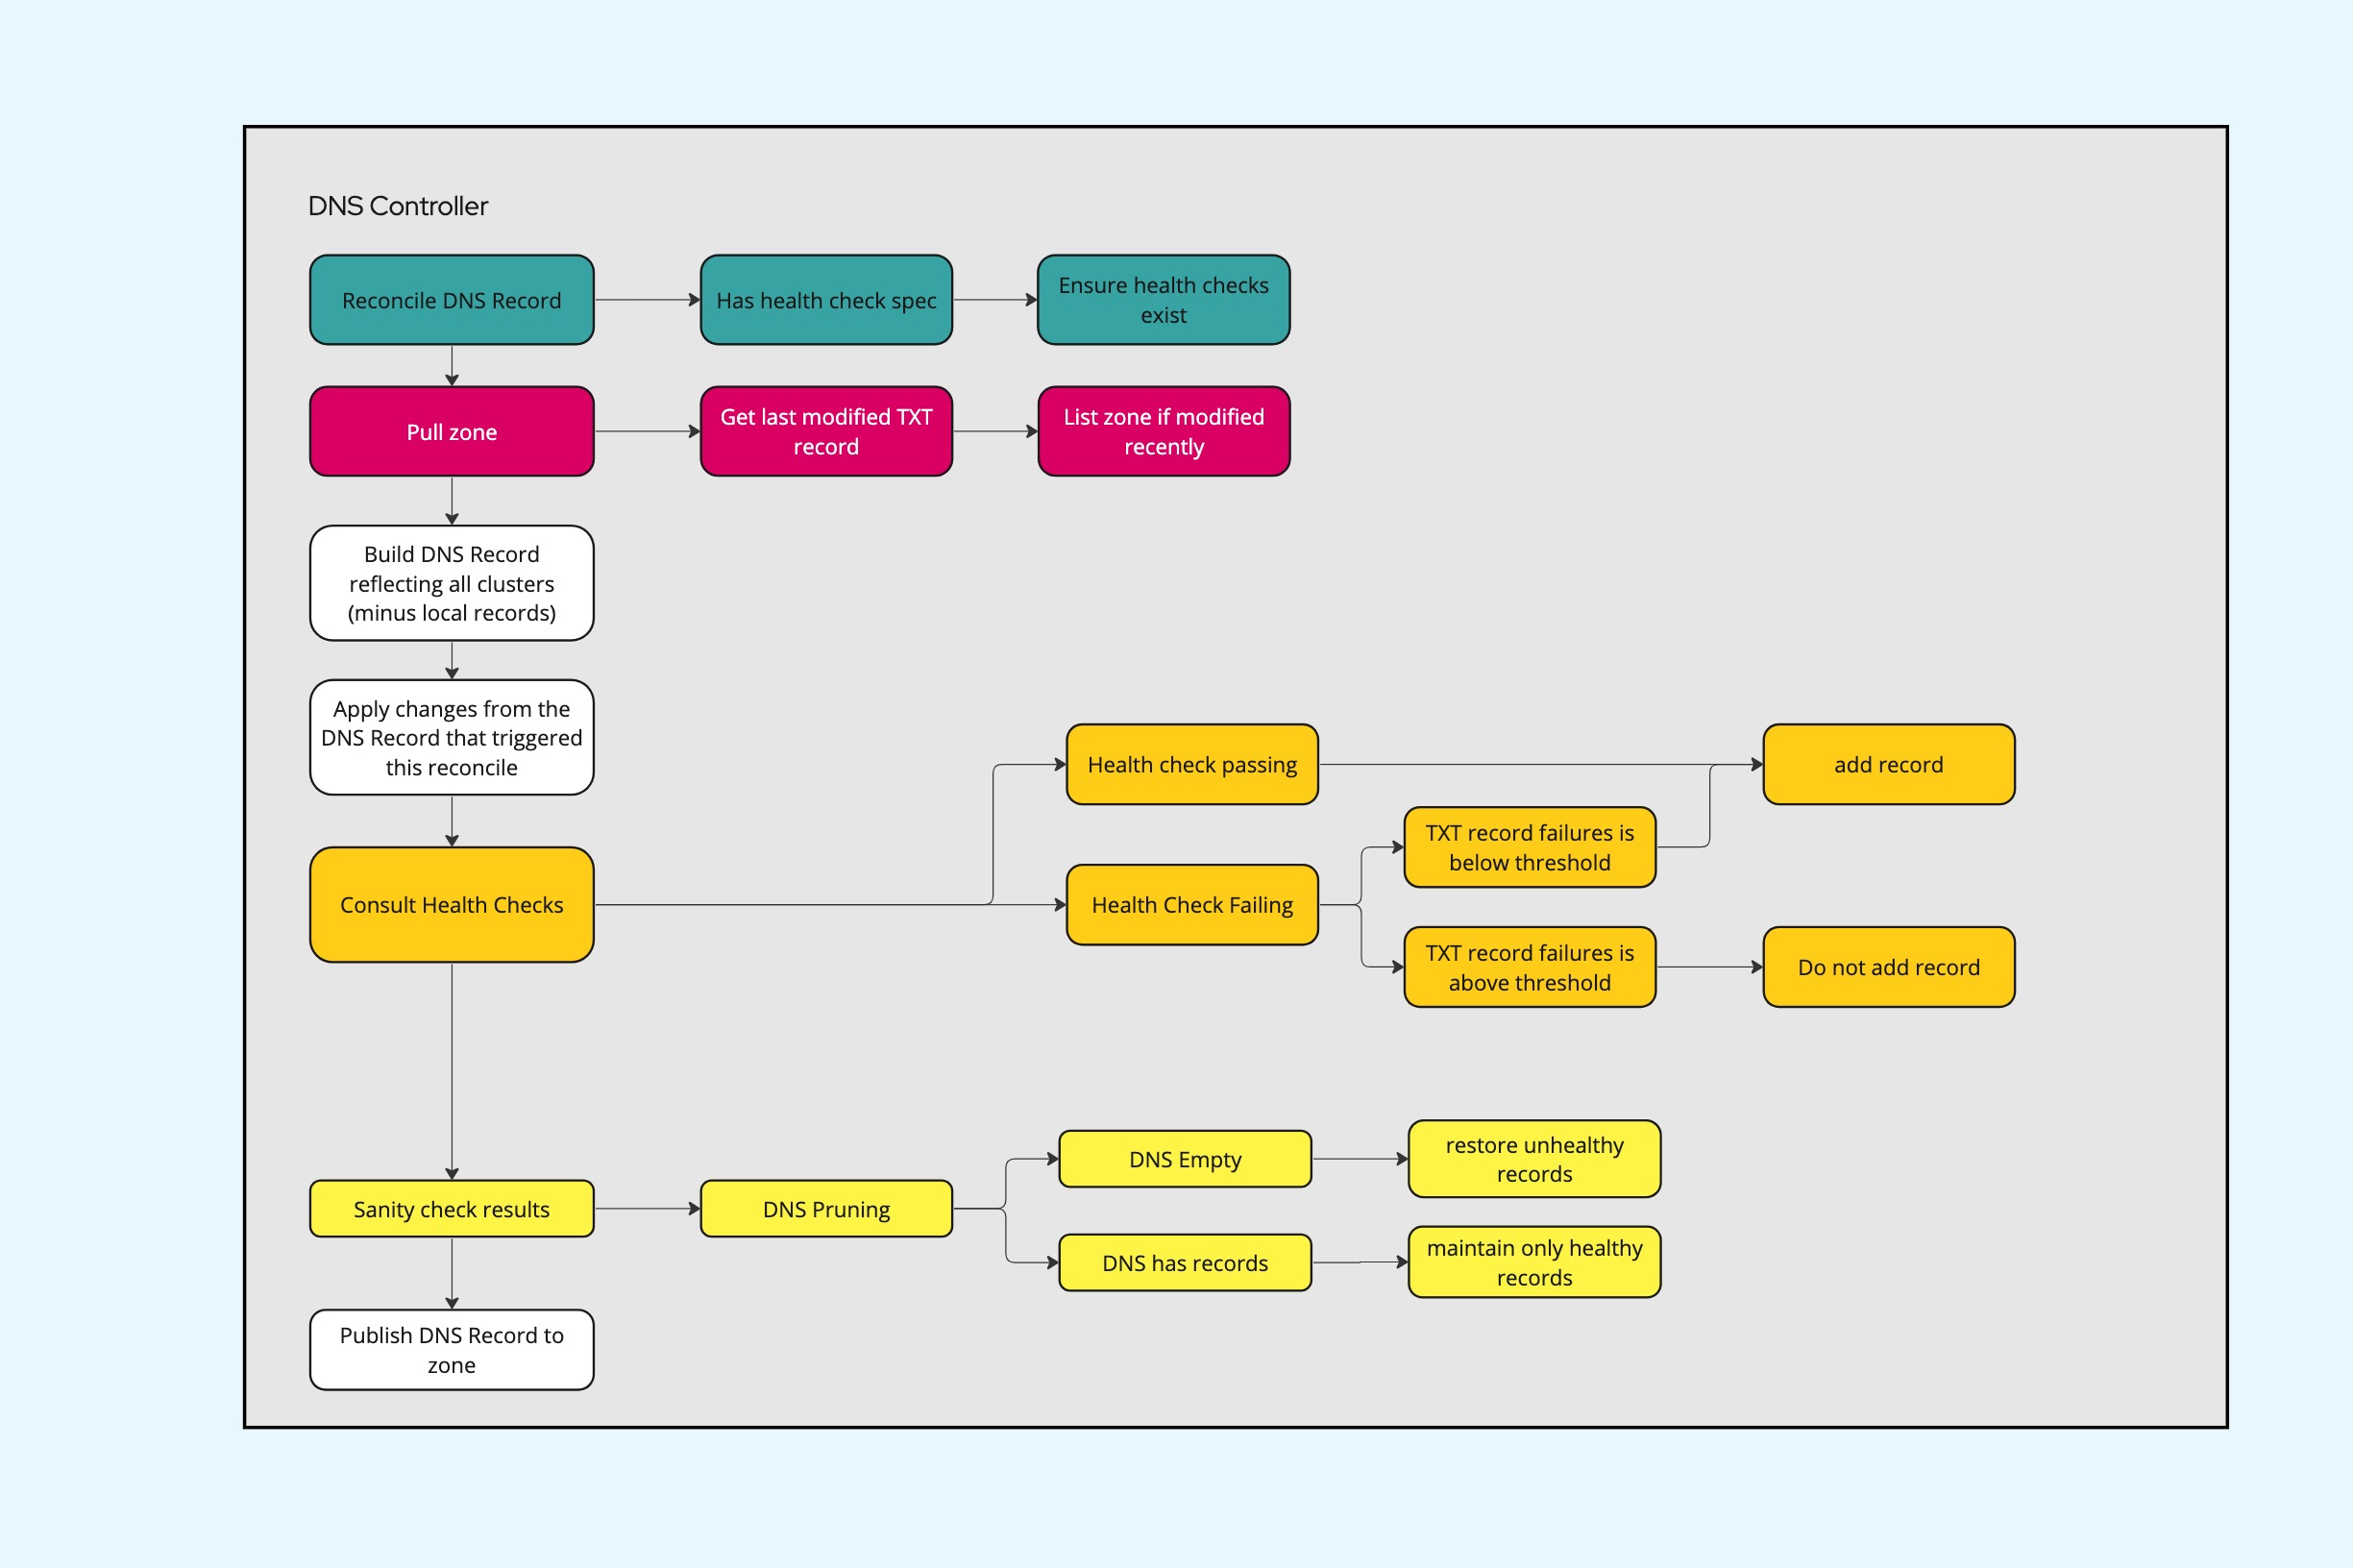 DNS Controller
Reconcile DNS Record
Has health check spec
Ensure health checks
exist
Pull zone
Get last modified TXT
record
List zone if modified
recently
Build DNS Record
reflecting all clusters
(minus local records)
Apply changes from the
DNS Record that triggered
this reconcile
Consult Health Checks
Health check passing
add record
Health Check Failing
TXT record failures is
below threshold
TXT record failures is
above threshold
Do not add record
Sanity check results
DNS Pruning
DNS Empty
restore unhealthy
records
DNS has records
maintain only healthy
records
Publish DNS Record to
zone